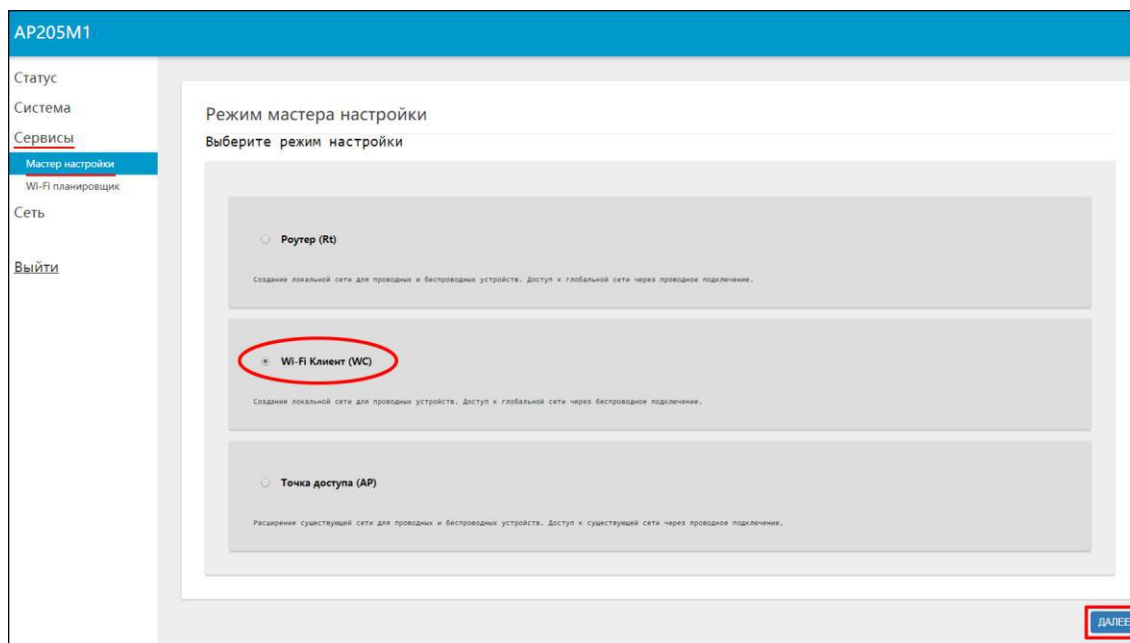 AP205M1
Статус
Система
Сервисы
Мастер настройки
Wi-Fi планировщик
Сеть
Выйти
Режим мастера настройки
Выберите режим настройки
Роутер (Rt)
Создание локальной сети для проводных и беспроводных устройств. Доступ к глобальной сети через проводное подключение.
Wi-Fi Клиент (WC)
Создание локальной сети для проводных устройств. Доступ к глобальной сети через беспроводное подключение.
Точка доступа (AP)
Расширение существующей сети для проводных и беспроводных устройств. Доступ к существующей сети через проводное подключение.
ДАЛЕЕ